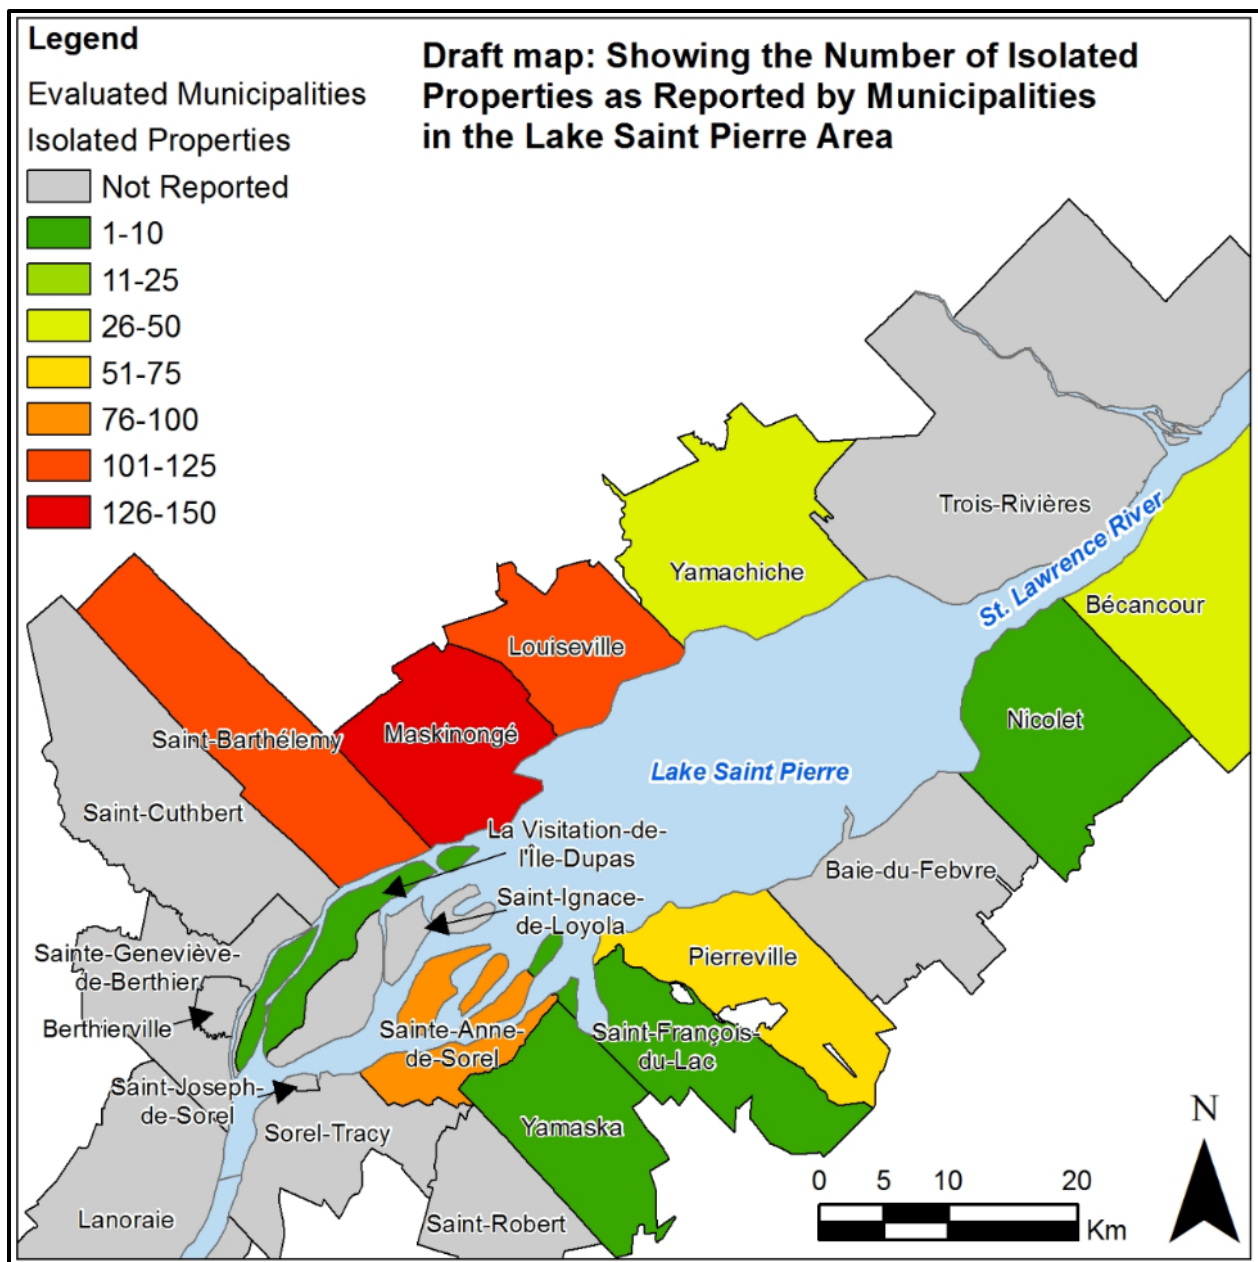 Legend
Evaluated Municipalities
Isolated Properties
Not Reported
1-10
11-25
26-50
51-75
76-100
101-125
126-150
Draft map: Showing the Number of Isolated
Properties as Reported by Municipalities
in the Lake Saint Pierre Area
Trois-Rivières
St. Lawrence River
Yamachiche
Bécancour
Louiseville
Nicolet
Maskinongé
Saint-Barthélemy
Lake Saint Pierre
Saint-Cuthbert
La Visitation-de-
l'Île-Dupas
Baie-du-Febvre
Saint-Ignace-
de-Loyola
Sainte-Geneviève-
de-Berthier
Pierreville
Berthierville
Sainte-Anne-
de-Sorel
Saint-François-
du-Lac
Saint-Joseph-
de-Sorel
Sorel-Tracy
Yamaska
Lanoraie
Saint-Robert
N
0 5 10 20
Km